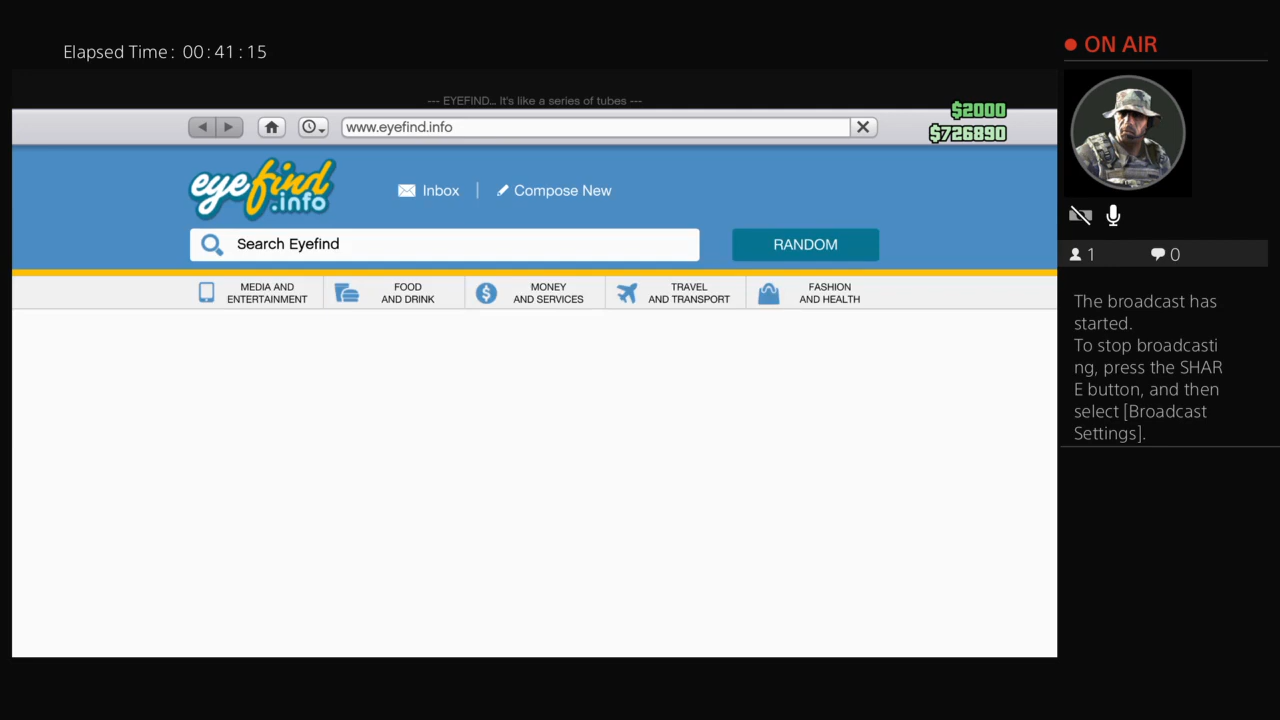 Elapsed Time: 00:41:15
ON AIR
--- EYEFIND... It's like a series of tubes ---
$2000
www.eyefind.info
$726890
eyefind
.info
Inbox
Compose New
Search Eyefind
RANDOM
MEDIA AND
ENTERTAINMENT
FOOD
AND DRINK
MONEY
AND SERVICES
TRAVEL
AND TRANSPORT
FASHION
AND HEALTH
1
0
The broadcast has
started.
To stop broadcasti
ng, press the SHAR
E button, and then
select [Broadcast
Settings].